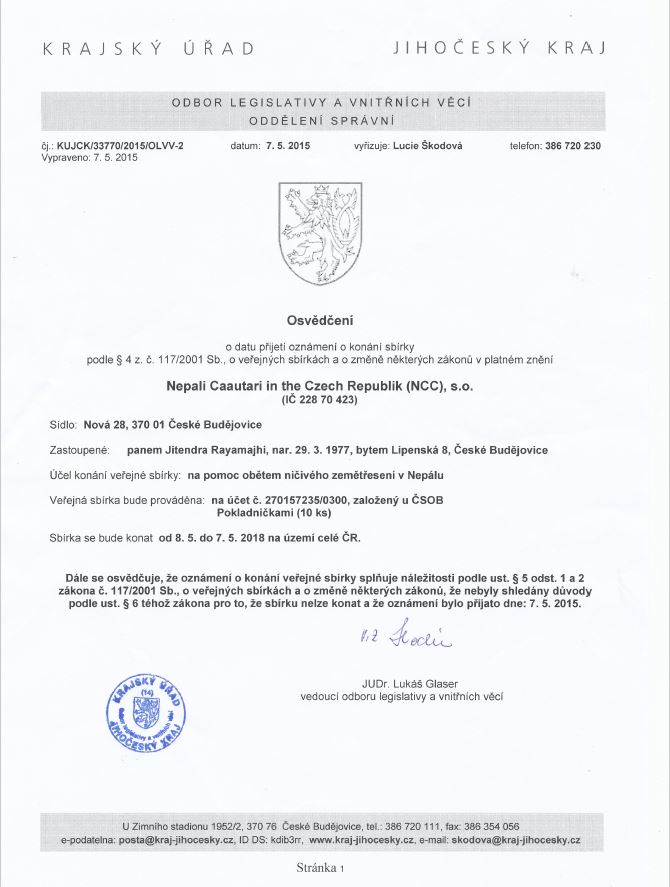 KRAJSKÝ ÚŘAD JIHOČESKÝ KRAJ
ODBOR LEGISLATIVY A VNITŘNÍCH VĚCÍ
ODDĚLENÍ SPRÁVNÍ
čj.: KUJCK/33770/2015/OLVV-2 datum: 7. 5. 2015 vyřizuje: Lucie Škodová telefon: 386 720 230
Vypraveno: 7. 5. 2015
Osvědčení
o datu přijetí oznámení o konání sbírky
podle § 4 z. č. 117/2001 Sb., o veřejných sbírkách a o změně některých zákonů v platném znění
Nepali Caautari in the Czech Republik (NCC), s.o.
(IČ 228 70 423)
Sídlo: Nová 28, 370 01 České Budějovice
Zastoupené: panem Jitendra Rayamajhi, nar. 29. 3. 1977, bytem Lipenská 8, České Budějovice
Účel konání veřejné sbírky: na pomoc obětem ničivého zemětřesení v Nepálu
Veřejná sbírka bude prováděna: na účet č. 270157235/0300, založený u ČSOB
Pokladničkami (10 ks)
Sbírka se bude konat od 8. 5. do 7. 5. 2018 na území celé ČR.
Dále se osvědčuje, že oznámení o konání veřejné sbírky splňuje náležitosti podle ust. § 5 odst. 1 a 2
zákona č. 117/2001 Sb., o veřejných sbírkách a o změně některých zákonů, že nebyly shledány důvody
podle ust. § 6 téhož zákona pro to, že sbírku nelze konat a že oznámení bylo přijato dne: 7. 5. 2015.
JUDr. Lukáš Glaser
vedoucí odboru legislativy a vnitřních věcí
KRAJSKÝ ÚŘAD
(14)
odbor legislativy a vnitřních věcí
JIHOČESKÝ KRAJ
U Zimního stadionu 1952/2, 370 76 České Budějovice, tel.: 386 720 111, fax: 386 354 056
e-podatelna: posta@kraj-jihocesky.cz, ID DS: kdib3rr, www.kraj-jihocesky.cz, e-mail: skodova@kraj-jihocesky.cz
Stránka 1